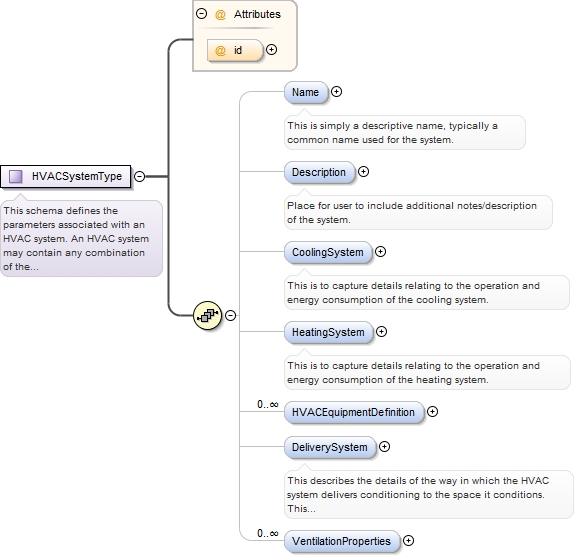 Attributes
@ id
Name
This is simply a descriptive name, typically a
common name used for the system.
Description
Place for user to include additional notes/description
of the system.
HVACSystemType
This schema defines the
parameters associated with an
HVAC system. An HVAC system
may contain any combination
of the...
CoolingSystem
This is to capture details relating to the operation and
energy consumption of the cooling system.
HeatingSystem
This is to capture details relating to the operation and
energy consumption of the heating system.
0..∞
HVACEquipmentDefinition
DeliverySystem
This describes the details of the way in which the HVAC
system delivers conditioning to the space it conditions.
This...
0..∞
VentilationProperties